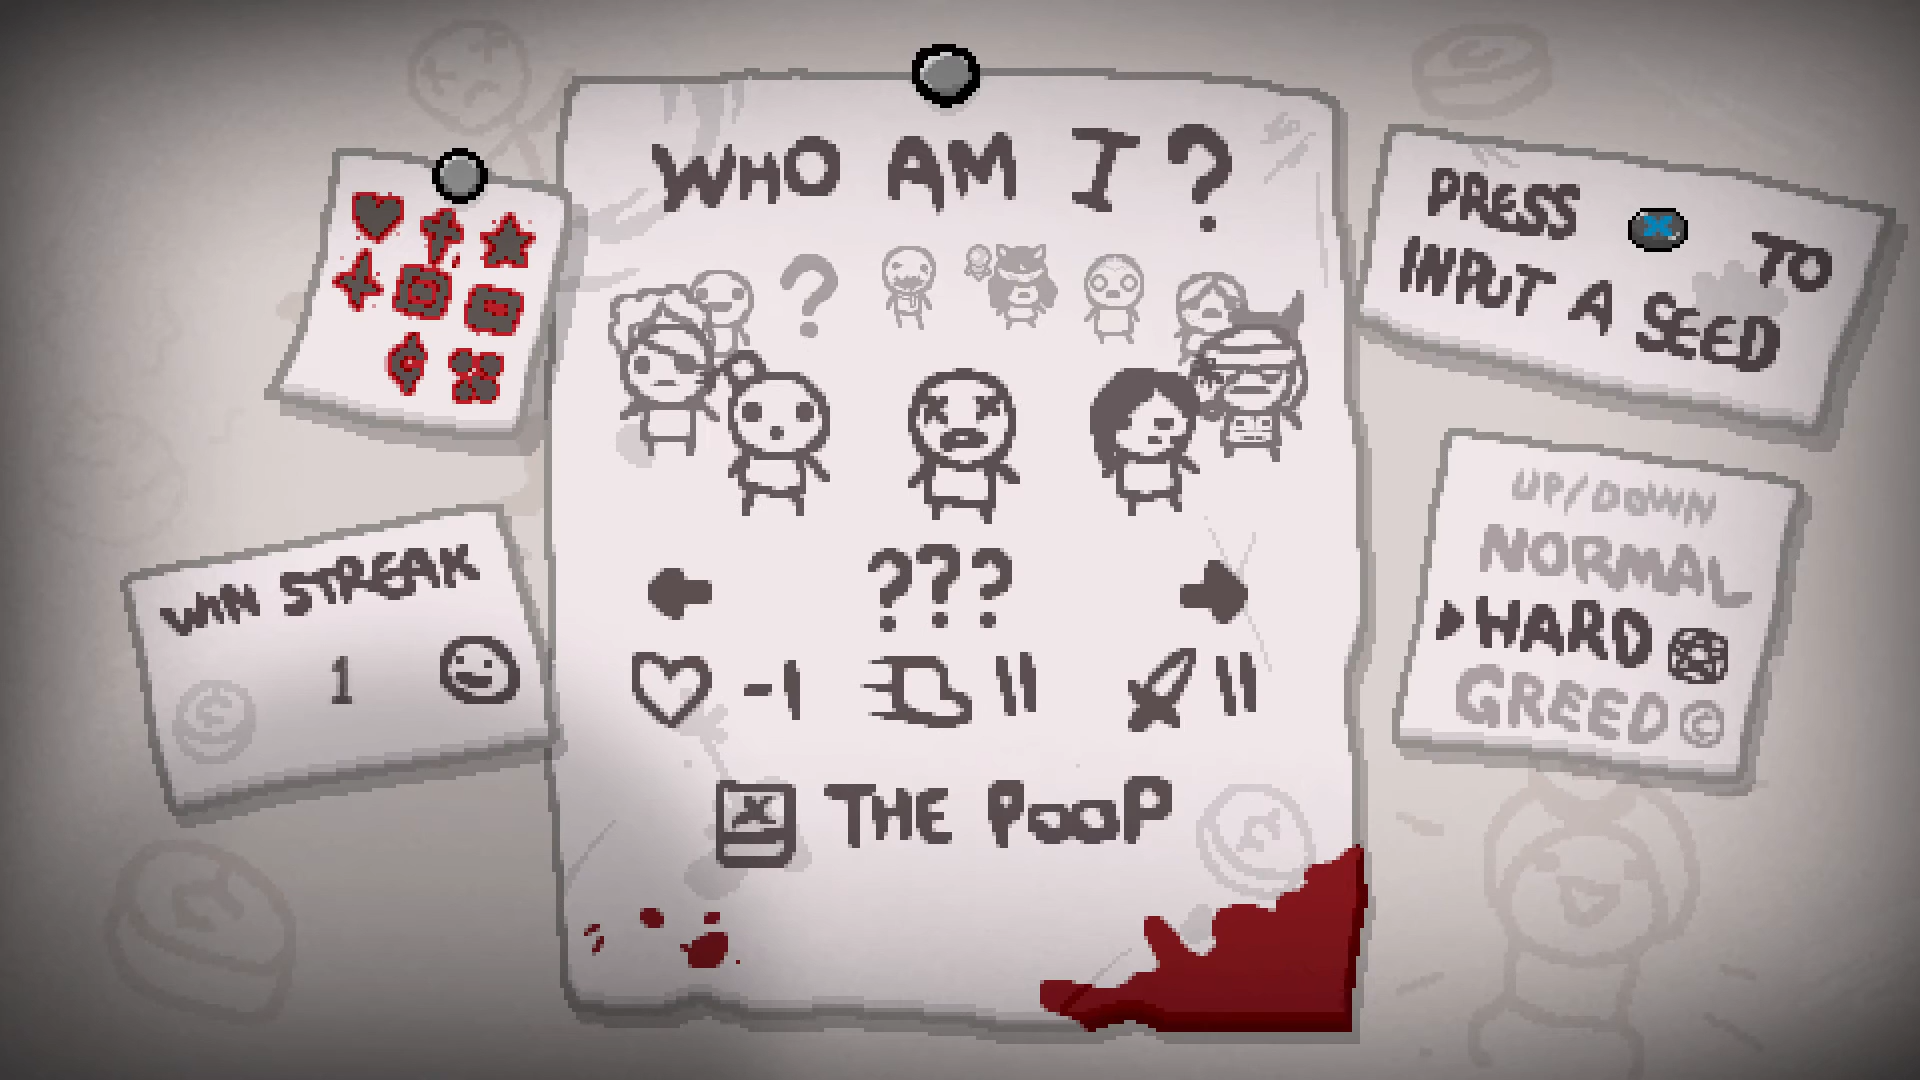 WHO AM I?
?
PRESS X TO
INPUT A SEED
UP/DOWN
NORMAL
HARD
GREED
WIN STREAK
1
???
-1
THE POOP